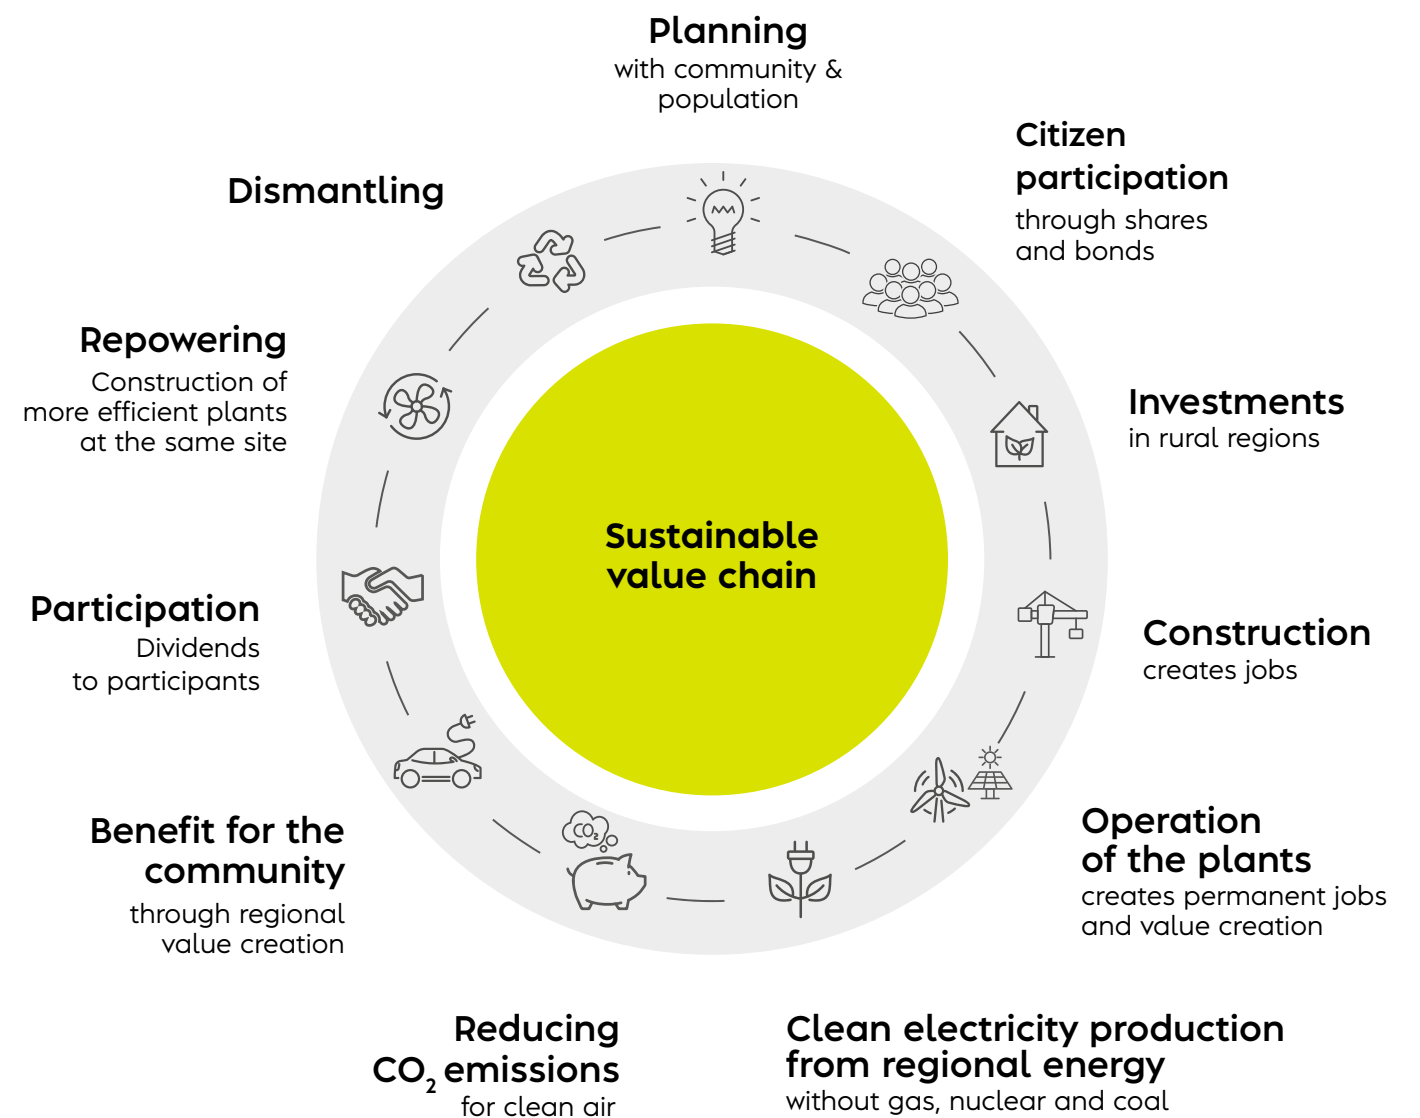 Planning
with community &
population
Citizen
participation
through shares
and bonds
Investments
in rural regions
Construction
creates jobs
Operation
of the plants
creates permanent jobs
and value creation
Clean electricity production
from regional energy
without gas, nuclear and coal
Reducing
CO₂ emissions
for clean air
Benefit for the
community
through regional
value creation
Participation
Dividends
to participants
Repowering
Construction of
more efficient plants
at the same site
Dismantling
Sustainable
value chain
CO₂